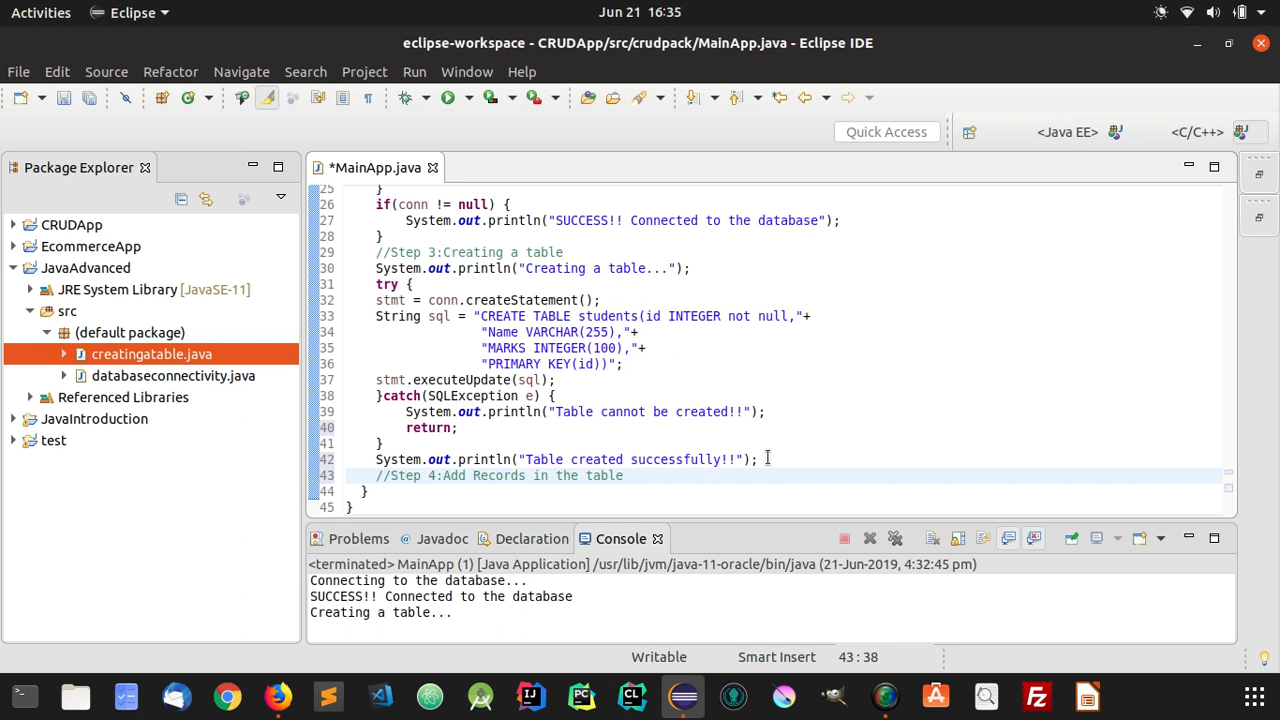 Activities Eclipse Jun 21 16:35
eclipse-workspace - CRUDApp/src/crudpack/MainApp.java - Eclipse IDE
File Edit Source Refactor Navigate Search Project Run Window Help
Quick Access <Java EE> <C/C++>
Package Explorer
CRUDApp
EcommerceApp
JavaAdvanced
JRE System Library [JavaSE-11]
src
(default package)
creatingatable.java
databaseconnectivity.java
Referenced Libraries
JavaIntroduction
test
*MainApp.java
25 }
26 if(conn != null) {
27 System.out.println("SUCCESS!! Connected to the database");
28 }
29 //Step 3:Creating a table
30 System.out.println("Creating a table...");
31 try {
32 stmt = conn.createStatement();
33 String sql = "CREATE TABLE students(id INTEGER not null,"+
34 "Name VARCHAR(255),"+
35 "MARKS INTEGER(100),"+
36 "PRIMARY KEY(id))";
37 stmt.executeUpdate(sql);
38 }catch(SQLException e) {
39 System.out.println("Table cannot be created!!");
40 return;
41 }
42 System.out.println("Table created successfully!!");
43 //Step 4:Add Records in the table
44 }
45 }
Problems @ Javadoc Declaration Console
<terminated> MainApp (1) [Java Application] /usr/lib/jvm/java-11-oracle/bin/java (21-Jun-2019, 4:32:45 pm)
Connecting to the database...
SUCCESS!! Connected to the database
Creating a table...
Writable Smart Insert 43 : 38